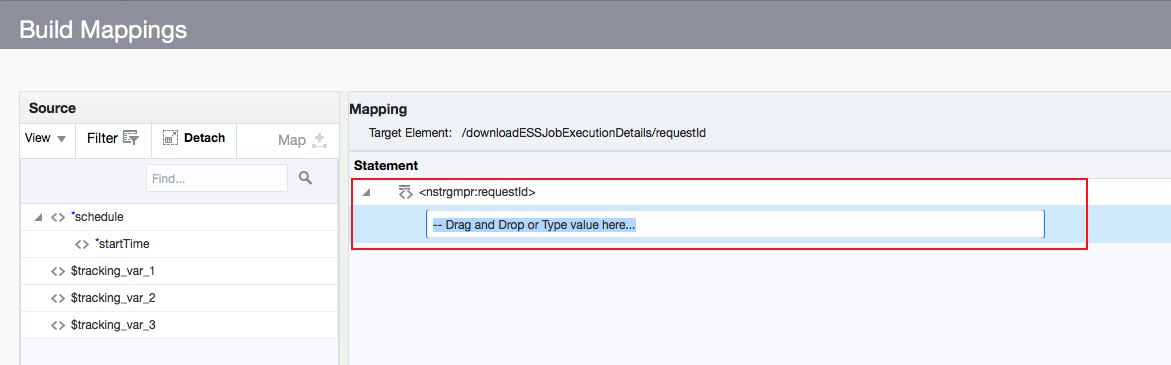 Build Mappings
Source
View Filter Detach Map
Find...
*schedule
*startTime
$tracking_var_1
$tracking_var_2
$tracking_var_3
Mapping
Target Element: /downloadESSJobExecutionDetails/requestId
Statement
<nstrgmpr:requestId>
-- Drag and Drop or Type value here...